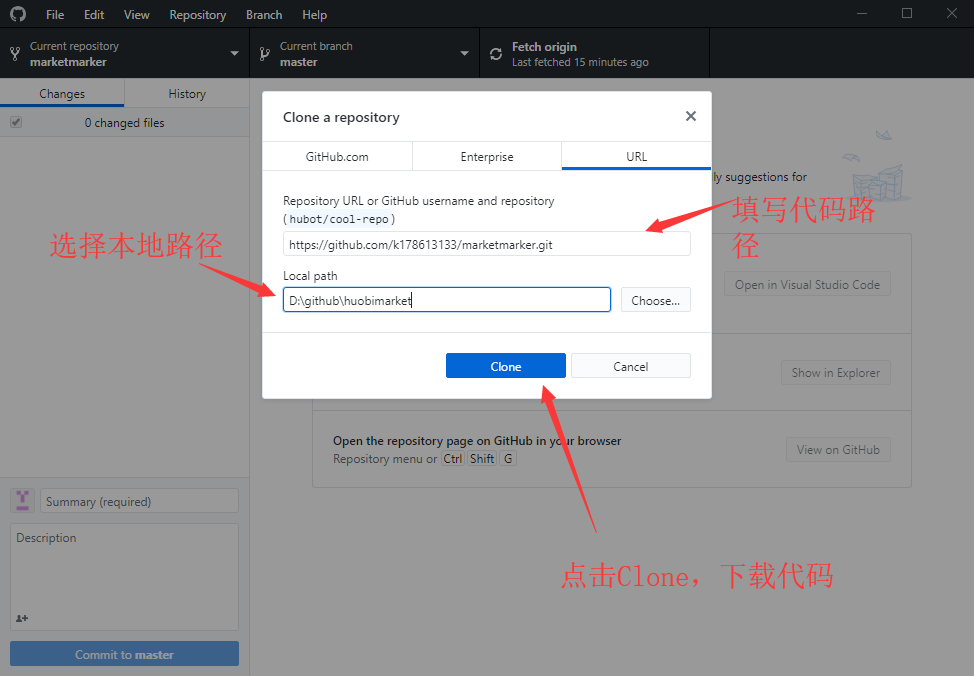 File Edit View Repository Branch Help
Current repository
marketmarker
Current branch
master
Fetch origin
Last fetched 15 minutes ago
Changes
History
0 changed files
Clone a repository
GitHub.com
Enterprise
URL
ly suggestions for
Repository URL or GitHub username and repository
(hubot/cool-repo)
https://github.com/k178613133/marketmarker.git
填写代码路
径
选择本地路径
Local path
D:\github\huobimarket
Choose...
Open in Visual Studio Code
Clone
Cancel
Show in Explorer
Open the repository page on GitHub in your browser
Repository menu or Ctrl Shift G
View on GitHub
Summary (required)
Description
点击Clone，下载代码
Commit to master